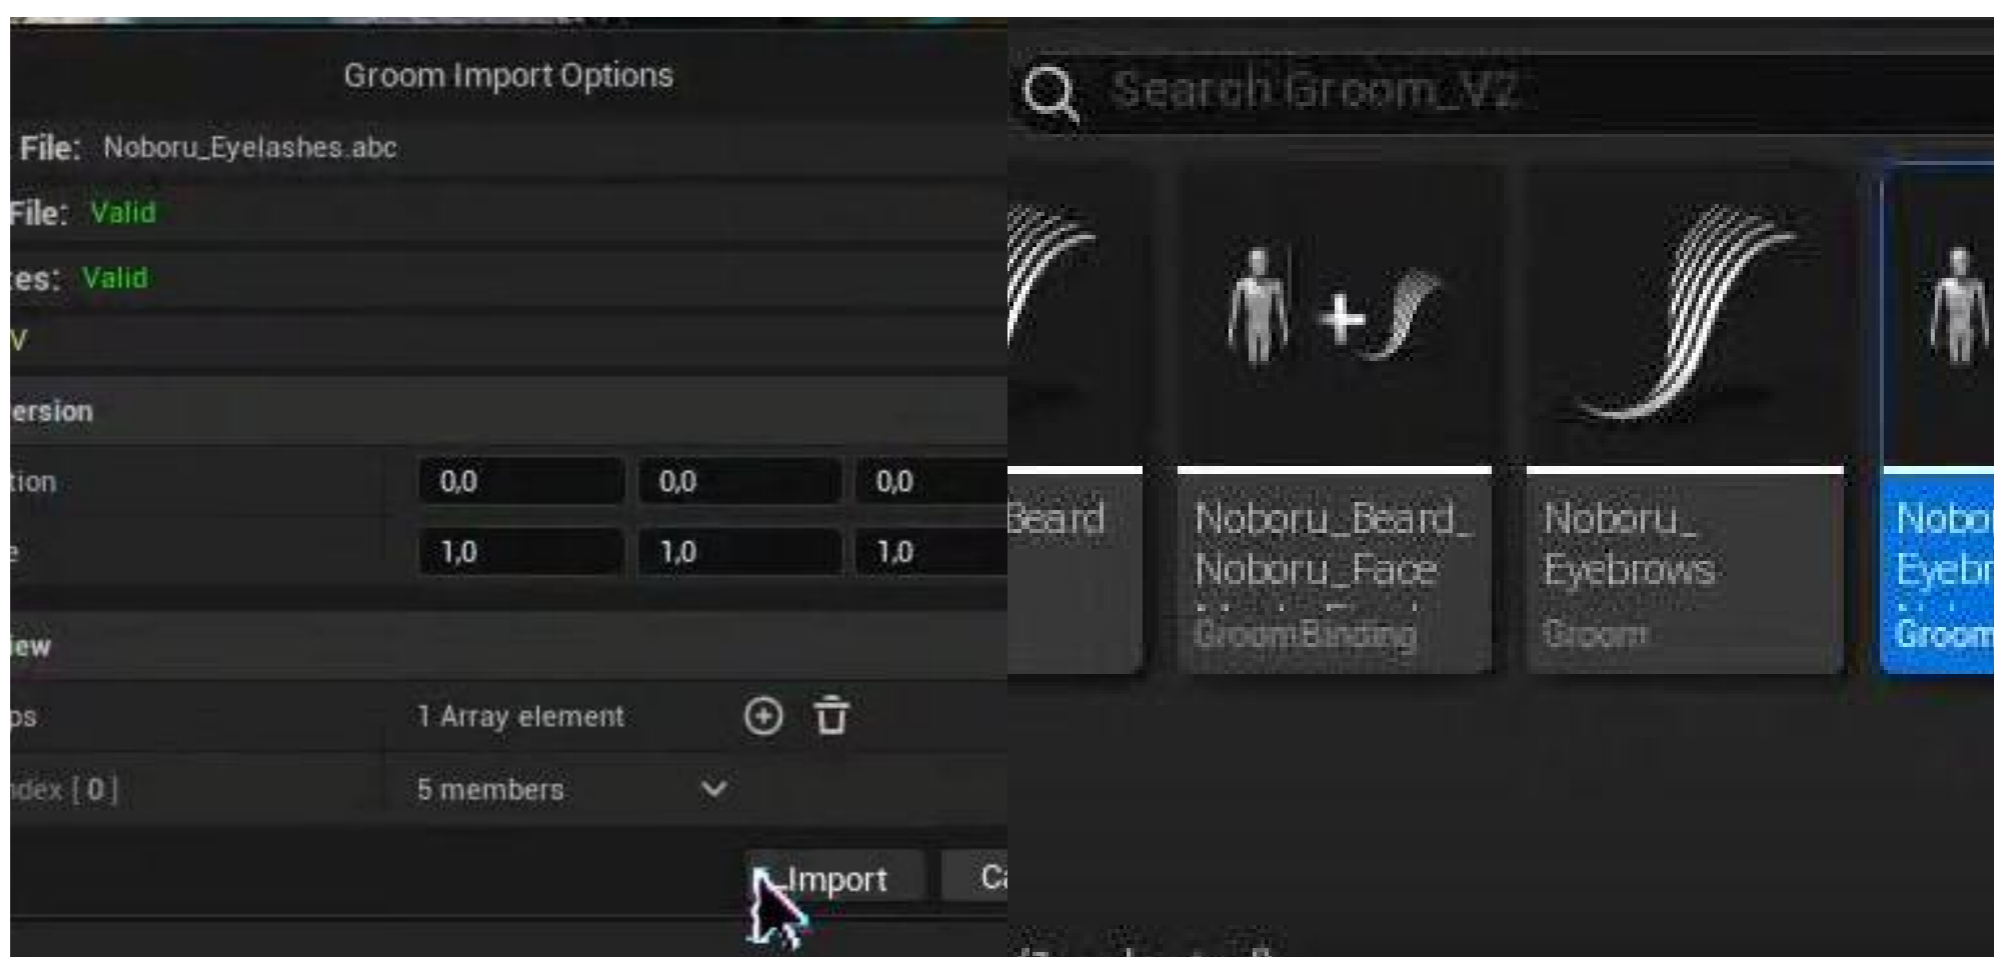 Groom Import Options
File: Noboru_Eyelashes.abc
File: Valid
es: Valid
V
ersion
tion
0,0 0,0 0,0
e
1,0 1,0 1,0
iew
ps
1 Array element
ndex [ 0 ]
5 members
Import
Ca
Search Groom_V2
Beard
Noboru_Beard_
Noboru_Face
GroomBinding
Noboru_
Eyebrows
Groom
Nobor
Eyebr
Groom